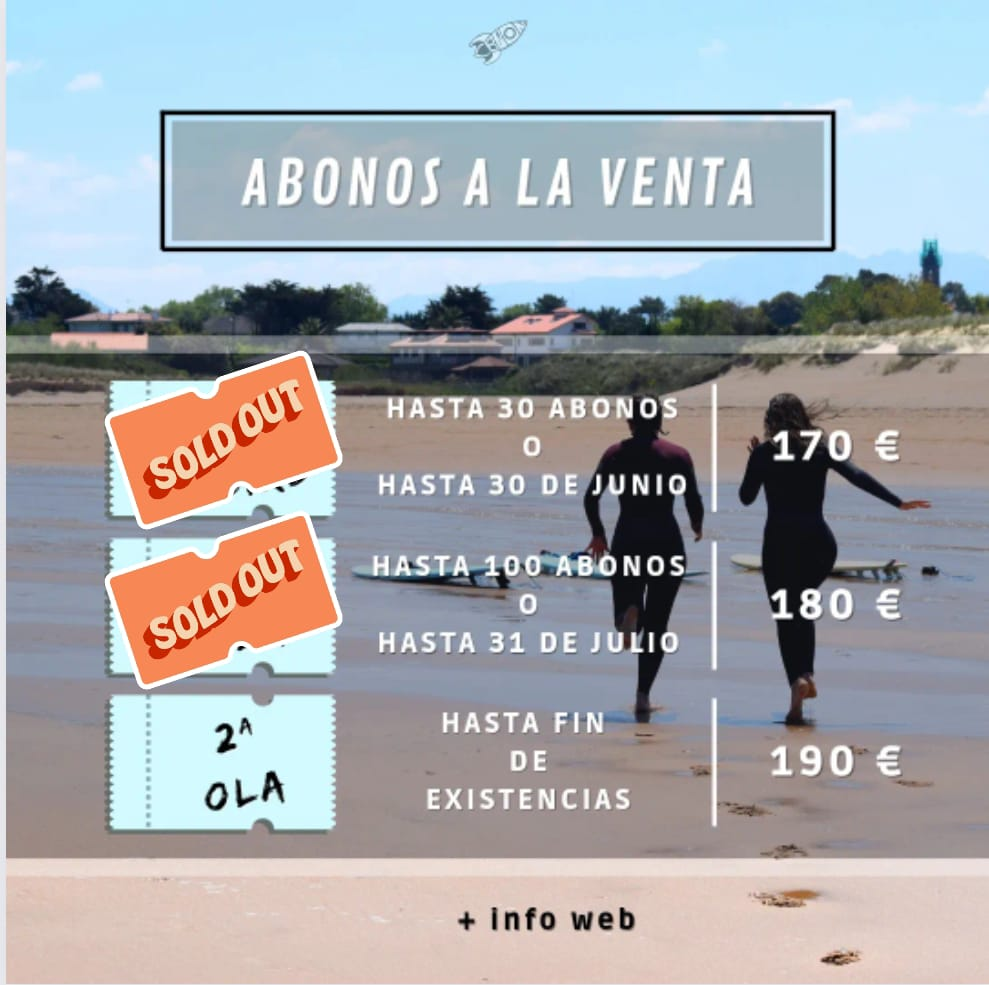 ABONOS A LA VENTA
SOLD OUT
HASTA 30 ABONOS
O
HASTA 30 DE JUNIO
170 €
SOLD OUT
HASTA 100 ABONOS
O
HASTA 31 DE JULIO
180 €
2ª
OLA
HASTA FIN
DE
EXISTENCIAS
190 €
+ info web